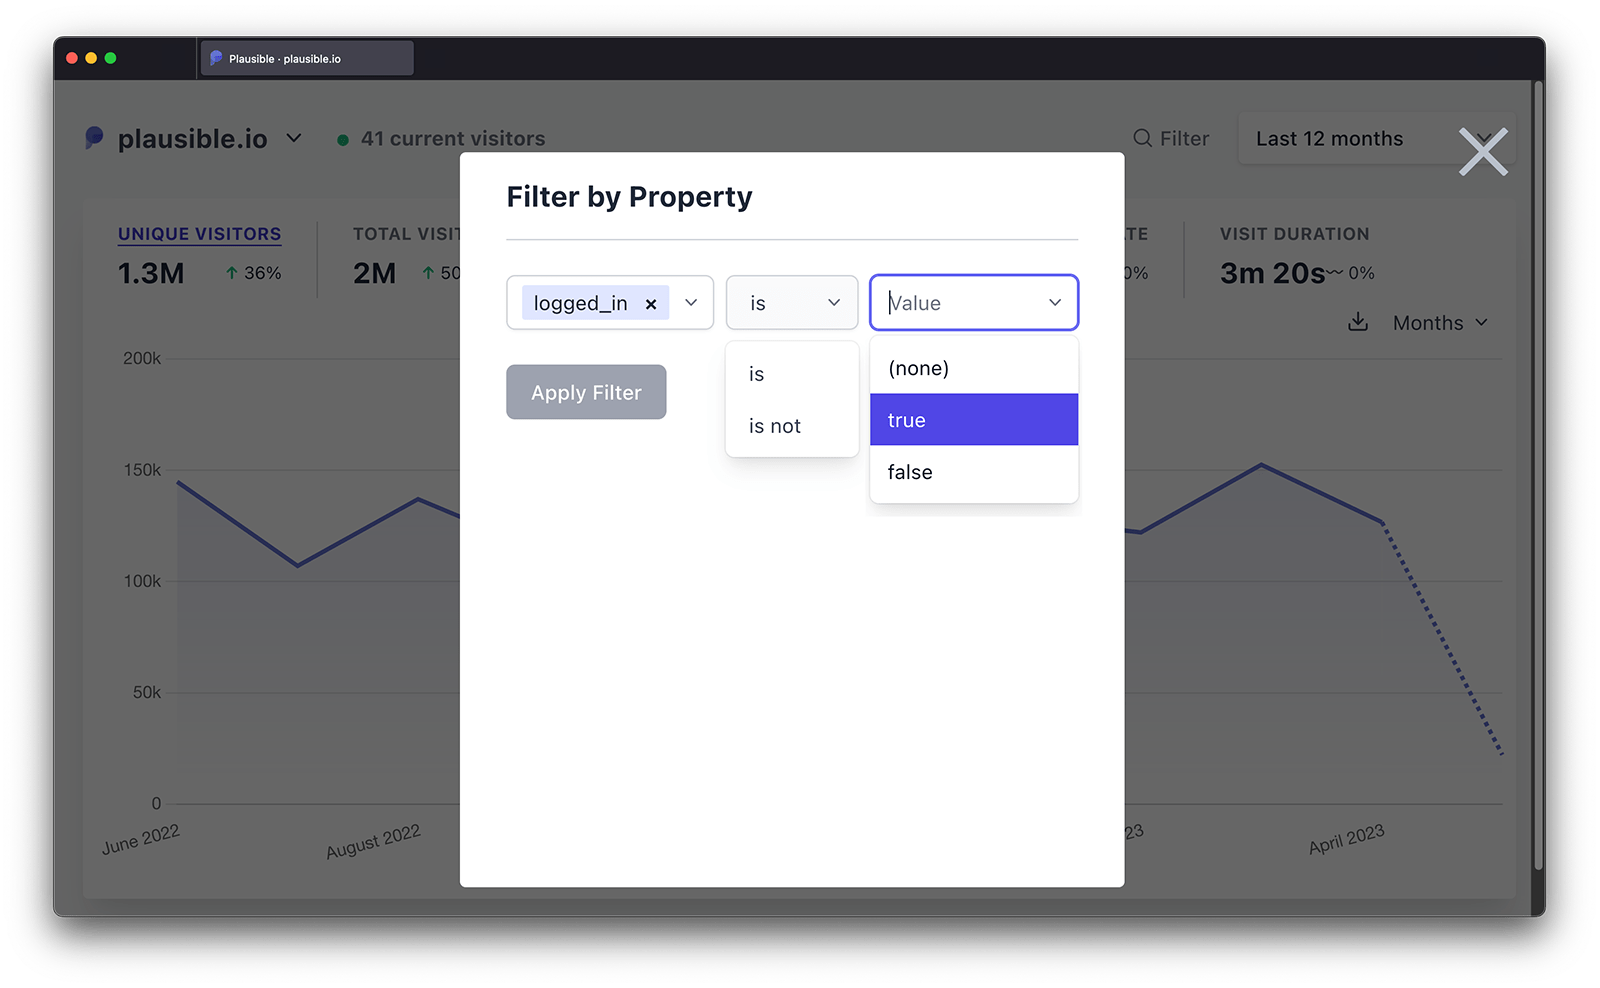 Plausible · plausible.io
plausible.io
41 current visitors
Filter
Last 12 months
Filter by Property
UNIQUE VISITORS
1.3M
36%
TOTAL VISIT
2M
50
TE
0%
VISIT DURATION
3m 20s
0%
logged_in
is
Value
is
is not
(none)
true
false
Apply Filter
Months
200k
150k
100k
50k
0
June 2022
August 2022
23
April 2023